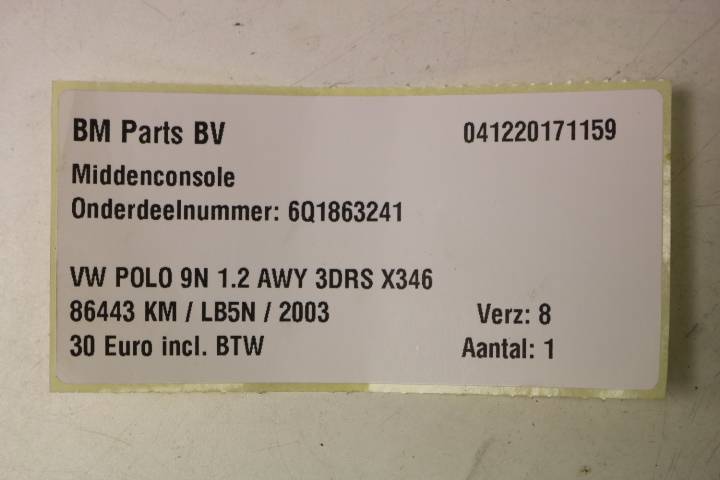 BM Parts BV 041220171159
Middenconsole
Onderdeelnummer: 6Q1863241
VW POLO 9N 1.2 AWY 3DRS X346
86443 KM / LB5N / 2003 Verz: 8
30 Euro incl. BTW Aantal: 1